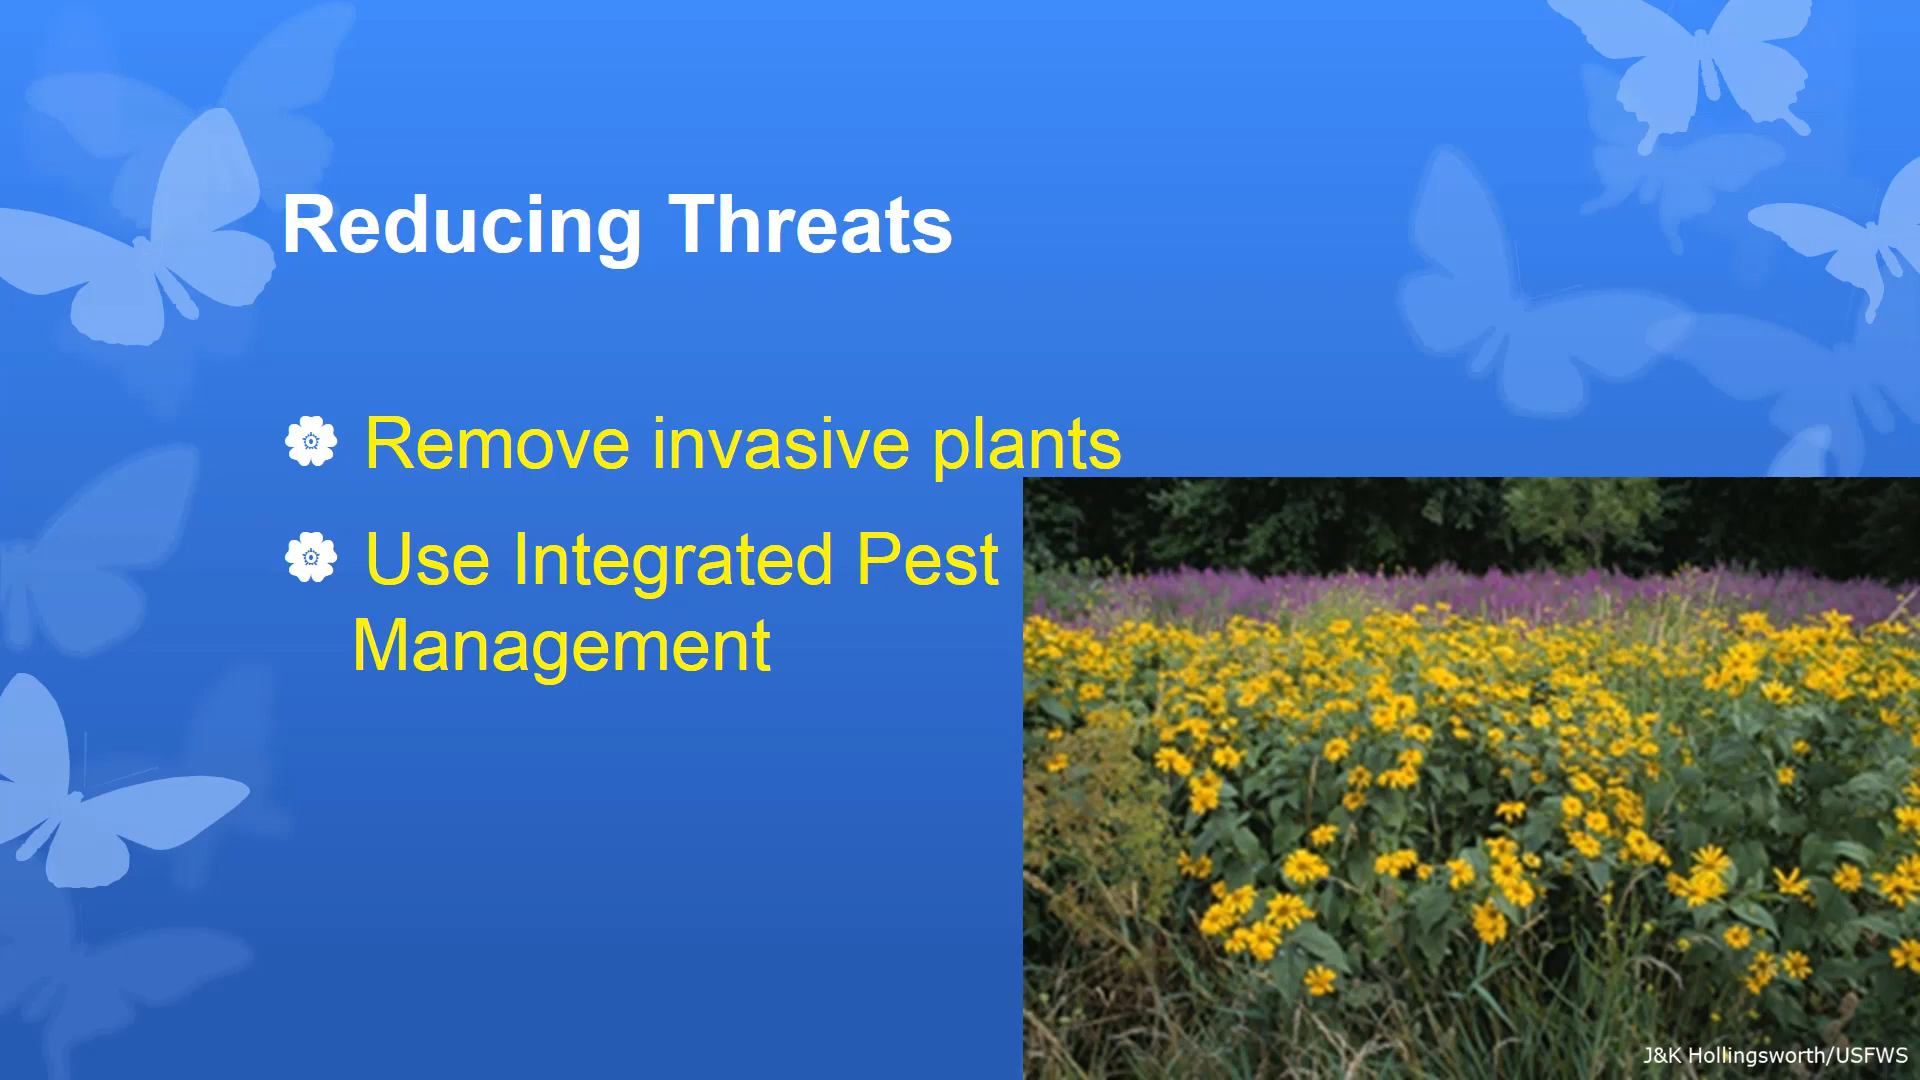 Reducing Threats
Remove invasive plants
Use Integrated Pest
Management
J&K Hollingsworth/USFWS